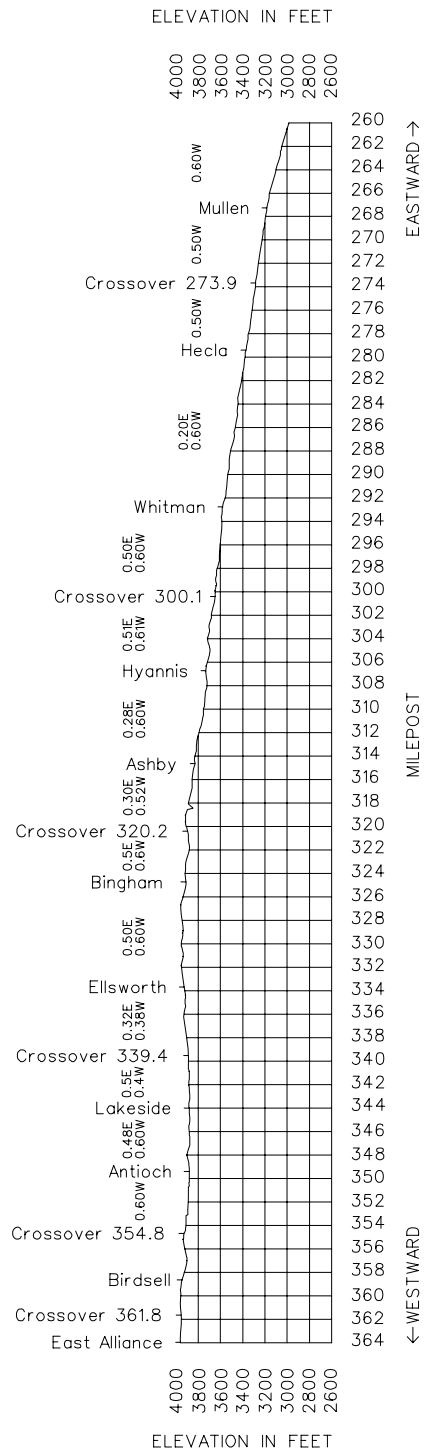 ELEVATION IN FEET
4000 3800 3600 3400 3200 3000 2800 2600
260
262
0.60W
264
266
Mullen
268
0.50W
270
272
Crossover 273.9
274
0.50W
276
278
Hecla
280
282
284
0.20E
0.60W
286
288
290
Whitman
292
294
0.50E
0.60W
296
298
300
Crossover 300.1
302
0.51E
0.61W
304
306
Hyannis
308
0.28E
0.60W
310
312
Ashby
314
316
0.30E
0.52W
318
320
Crossover 320.2
0.5E
0.6W
322
324
Bingham
326
328
0.50E
0.60W
330
332
Ellsworth
334
336
0.32E
0.38W
338
Crossover 339.4
340
0.5E
0.4W
342
Lakeside
344
0.48E
0.60W
346
348
Antioch
350
0.60W
352
354
Crossover 354.8
356
358
Birdsell
360
Crossover 361.8
362
East Alliance
364
EASTWARD →
MILEPOST
← WESTWARD
4000 3800 3600 3400 3200 3000 2800 2600
ELEVATION IN FEET